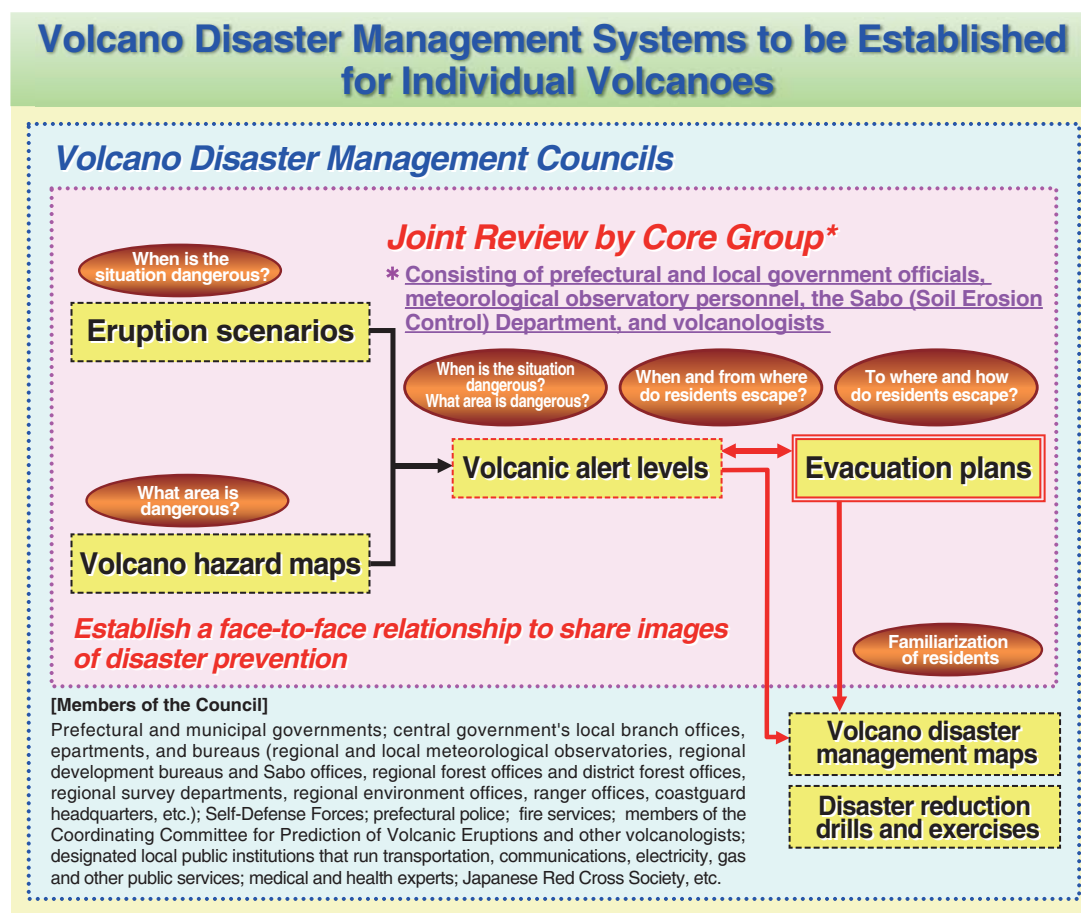 Volcano Disaster Management Systems to be Established
for Individual Volcanoes
Volcano Disaster Management Councils
Joint Review by Core Group*
* Consisting of prefectural and local government officials,
meteorological observatory personnel, the Sabo (Soil Erosion
Control) Department, and volcanologists
When is the
situation dangerous?
Eruption scenarios
When is the situation
dangerous?
What area is dangerous?
When and from where
do residents escape?
To where and how
do residents escape?
Volcanic alert levels
Evacuation plans
What area is
dangerous?
Volcano hazard maps
Establish a face-to-face relationship to share images
of disaster prevention
Familiarization
of residents
[Members of the Council]
Prefectural and municipal governments; central government's local branch offices,
epartments, and bureaus (regional and local meteorological observatories, regional
development bureaus and Sabo offices, regional forest offices and district forest offices,
regional survey departments, regional environment offices, ranger offices, coastguard
headquarters, etc.); Self-Defense Forces; prefectural police; fire services; members of the
Coordinating Committee for Prediction of Volcanic Eruptions and other volcanologists;
designated local public institutions that run transportation, communications, electricity, gas
and other public services; medical and health experts; Japanese Red Cross Society, etc.
Volcano disaster
management maps
Disaster reduction
drills and exercises